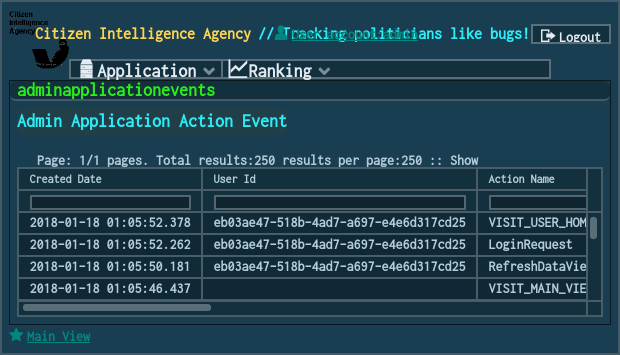 Citizen
Intelligence
Agency
Citizen Intelligence Agency // Tracking politicians like bugs!
Logout
Application Ranking
adminapplicationevents
Admin Application Action Event
Page: 1/1 pages. Total results:250 results per page:250 :: Show
Created Date User Id Action Name
2018-01-18 01:05:52.378 eb03ae47-518b-4ad7-a697-e4e6d317cd25 VISIT_USER_HOM
2018-01-18 01:05:52.262 eb03ae47-518b-4ad7-a697-e4e6d317cd25 LoginRequest
2018-01-18 01:05:50.181 eb03ae47-518b-4ad7-a697-e4e6d317cd25 RefreshDataVie
2018-01-18 01:05:46.437 VISIT_MAIN_VIE
Main View